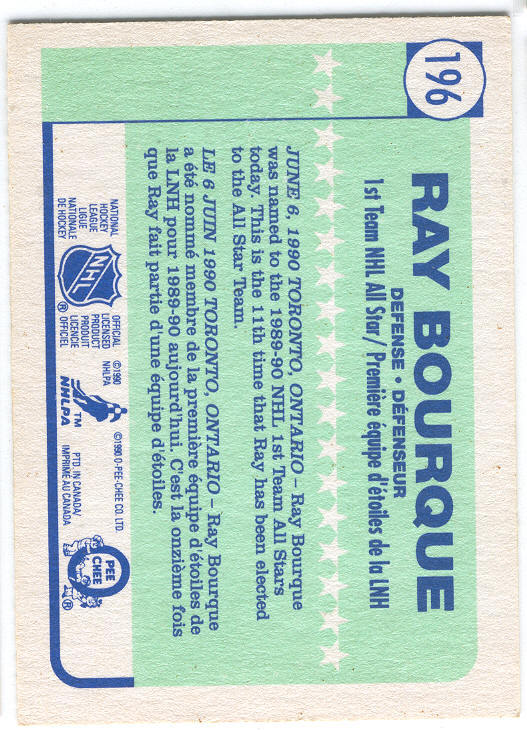 196
RAY BOURQUE
DEFENSE • DÉFENSEUR
1st Team NHL All Star/Première équipe d'étoiles de la LNH
JUNE 6, 1990 TORONTO, ONTARIO – Ray Bourque
was named to the 1989-90 NHL 1st Team All Stars
today. This is the 11th time that Ray has been elected
to the All Star Team.
LE 6 JUIN 1990 TORONTO, ONTARIO – Ray Bourque
a été nommé membre de la première équipe d'étoiles de
la LNH pour 1989-90 aujourd'hui. C'est la onzième fois
que Ray fait partie d'une équipe d'étoiles.
NATIONAL
HOCKEY
LEAGUE
LIGUE
NATIONALE
DE HOCKEY
NHL
OFFICIAL
LICENSED
PRODUCT
PRODUIT
LICENCIÉ
® OFFICIEL
©1990
NHLPA
TM
NHLPA
©1990 O-PEE-CHEE CO. LTD.
PTD. IN CANADA/
IMPRIMÉ AU CANADA
O
PEE
CHEE
®